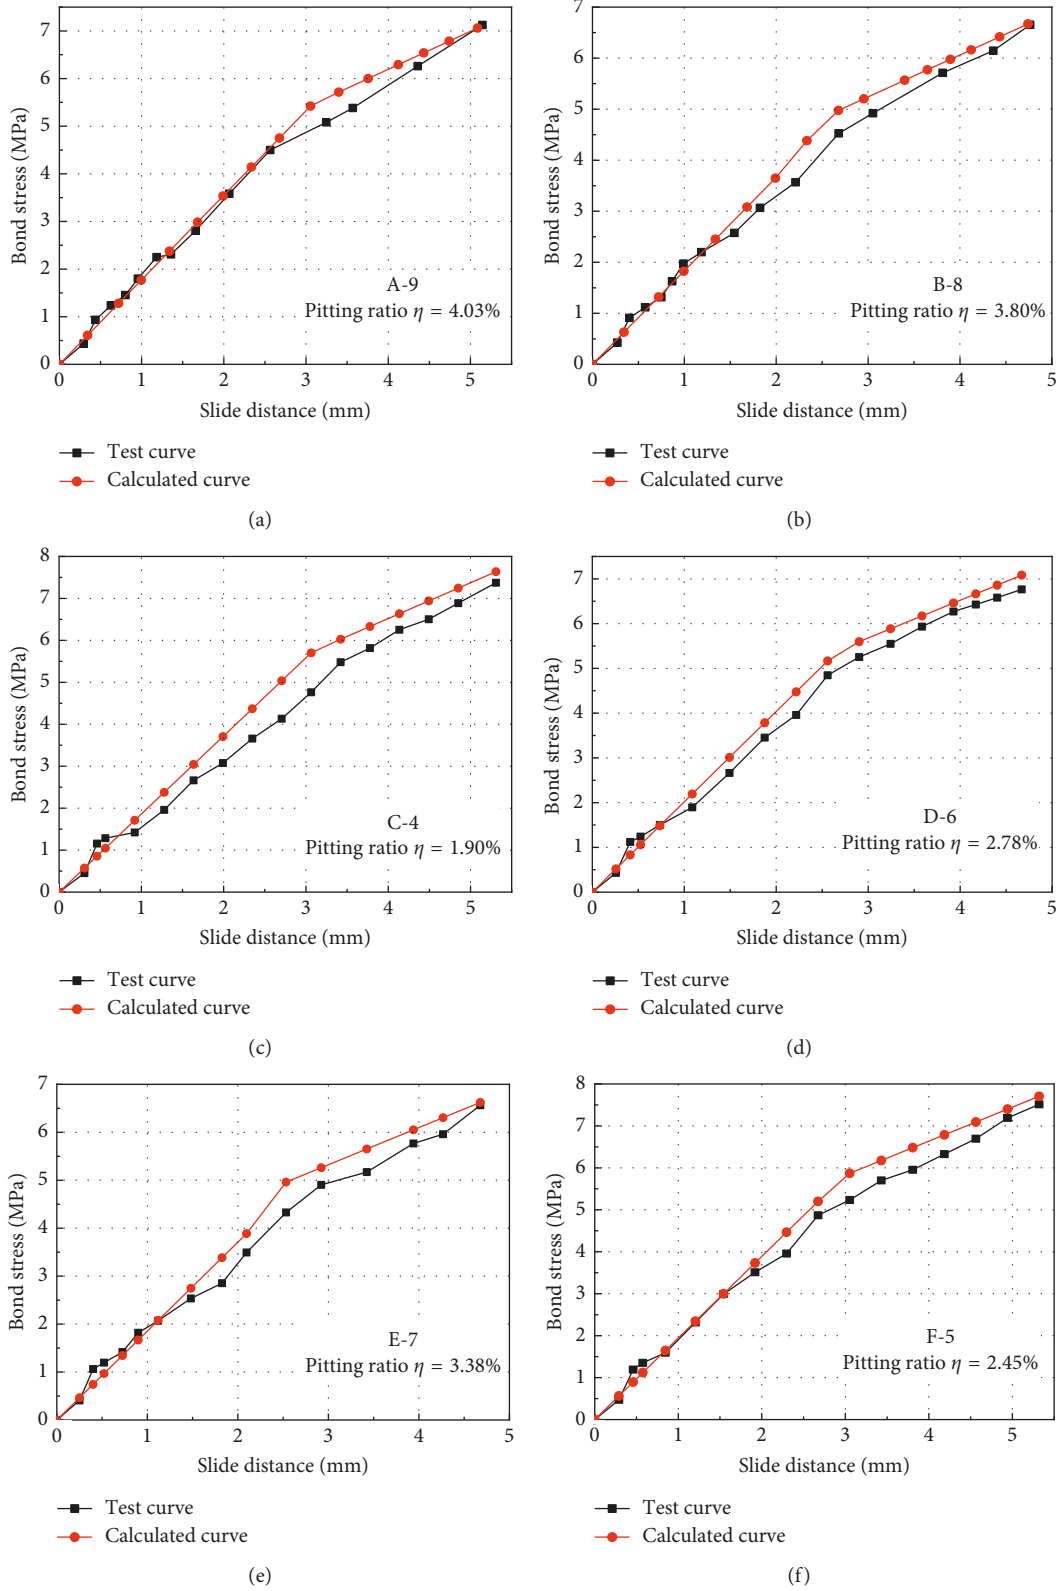 7
6
5
4
3
2
1
0
Bond stress (MPa)
A-9
Pitting ratio η = 4.03%
0 1 2 3 4 5
Slide distance (mm)
Test curve
Calculated curve
(a)
7
6
5
4
3
2
1
0
Bond stress (MPa)
B-8
Pitting ratio η = 3.80%
0 1 2 3 4 5
Slide distance (mm)
Test curve
Calculated curve
(b)
8
7
6
5
4
3
2
1
0
Bond stress (MPa)
C-4
Pitting ratio η = 1.90%
0 1 2 3 4 5
Slide distance (mm)
Test curve
Calculated curve
(c)
7
6
5
4
3
2
1
0
Bond stress (MPa)
D-6
Pitting ratio η = 2.78%
0 1 2 3 4 5
Slide distance (mm)
Test curve
Calculated curve
(d)
7
6
5
4
3
2
1
0
Bond stress (MPa)
E-7
Pitting ratio η = 3.38%
0 1 2 3 4 5
Slide distance (mm)
Test curve
Calculated curve
(e)
8
7
6
5
4
3
2
1
0
Bond stress (MPa)
F-5
Pitting ratio η = 2.45%
0 1 2 3 4 5
Slide distance (mm)
Test curve
Calculated curve
(f)